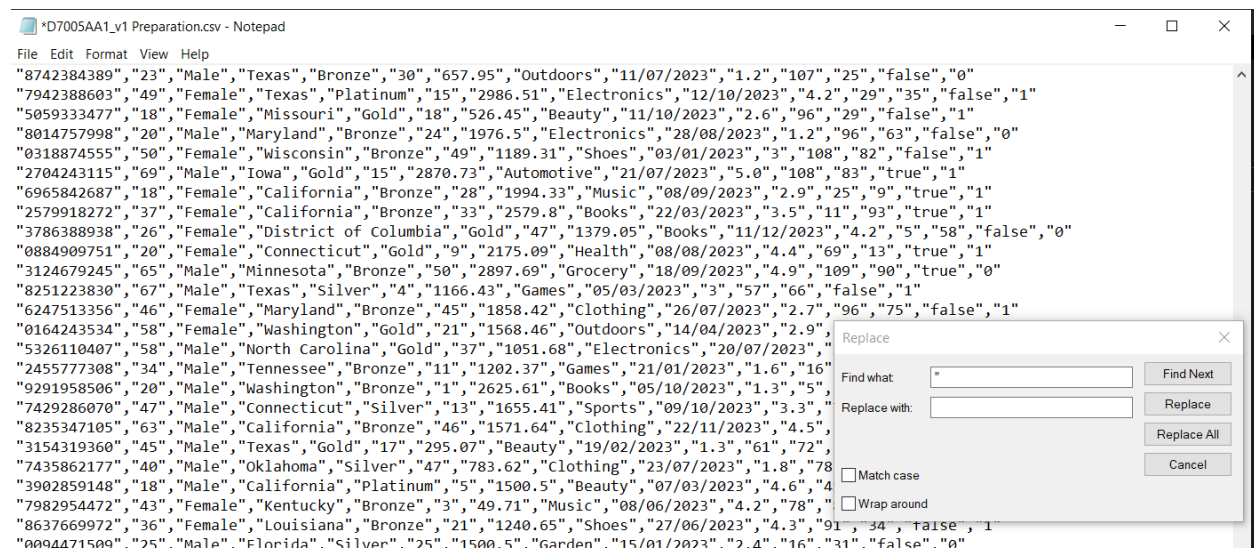 *D7005AA1_v1 Preparation.csv - Notepad
File Edit Format View Help
"8742384389","23","Male","Texas","Bronze","30","657.95","Outdoors","11/07/2023","1.2","107","25","false","0"
"7942388603","49","Female","Texas","Platinum","15","2986.51","Electronics","12/10/2023","4.2","29","35","false","1"
"5059333477","18","Female","Missouri","Gold","18","526.45","Beauty","11/10/2023","2.6","96","29","false","1"
"8014757998","20","Male","Maryland","Bronze","24","1976.5","Electronics","28/08/2023","1.2","96","63","false","0"
"0318874555","50","Female","Wisconsin","Bronze","49","1189.31","Shoes","03/01/2023","3","108","82","false","1"
"2704243115","69","Male","Iowa","Gold","15","2870.73","Automotive","21/07/2023","5.0","108","83","true","1"
"6965842687","18","Female","California","Bronze","28","1994.33","Music","08/09/2023","2.9","25","9","true","1"
"2579918272","37","Female","California","Bronze","33","2579.8","Books","22/03/2023","3.5","11","93","true","1"
"3786388938","26","Female","District of Columbia","Gold","47","1379.05","Books","11/12/2023","4.2","5","58","false","0"
"0884909751","20","Female","Connecticut","Gold","9","2175.09","Health","08/08/2023","4.4","69","13","true","1"
"3124679245","65","Male","Minnesota","Bronze","50","2897.69","Grocery","18/09/2023","4.9","109","90","true","0"
"8251223830","67","Male","Texas","Silver","4","1166.43","Games","05/03/2023","3","57","66","false","1"
"6247513356","46","Female","Maryland","Bronze","45","1858.42","Clothing","26/07/2023","2.7","96","75","false","1"
"0164243534","58","Female","Washington","Gold","21","1568.46","Outdoors","14/04/2023","2.9",
"5326110407","58","Male","North Carolina","Gold","37","1051.68","Electronics","20/07/2023","
"2455777308","34","Male","Tennessee","Bronze","11","1202.37","Games","21/01/2023","1.6","16"
"9291958506","20","Male","Washington","Bronze","1","2625.61","Books","05/10/2023","1.3","5",
"7429286070","47","Male","Connecticut","Silver","13","1655.41","Sports","09/10/2023","3.3","
"8235347105","63","Male","California","Bronze","46","1571.64","Clothing","22/11/2023","4.5",
"3154319360","45","Male","Texas","Gold","17","295.07","Beauty","19/02/2023","1.3","61","72",
"7435862177","40","Male","Oklahoma","Silver","47","783.62","Clothing","23/07/2023","1.8","78
"3902859148","18","Male","California","Platinum","5","1500.5","Beauty","07/03/2023","4.6","4
"7982954472","43","Female","Kentucky","Bronze","3","49.71","Music","08/06/2023","4.2","78","
"8637669972","36","Female","Louisiana","Bronze","21","1240.65","Shoes","27/06/2023","4.3","91","34","false","1"
"0094471509","25","Male","Florida","Silver","25","1500.5","Garden","15/01/2023","2.4","16","31","false","0"
Replace
Find what: "
Find Next
Replace with:
Replace
Replace All
Cancel
Match case
Wrap around